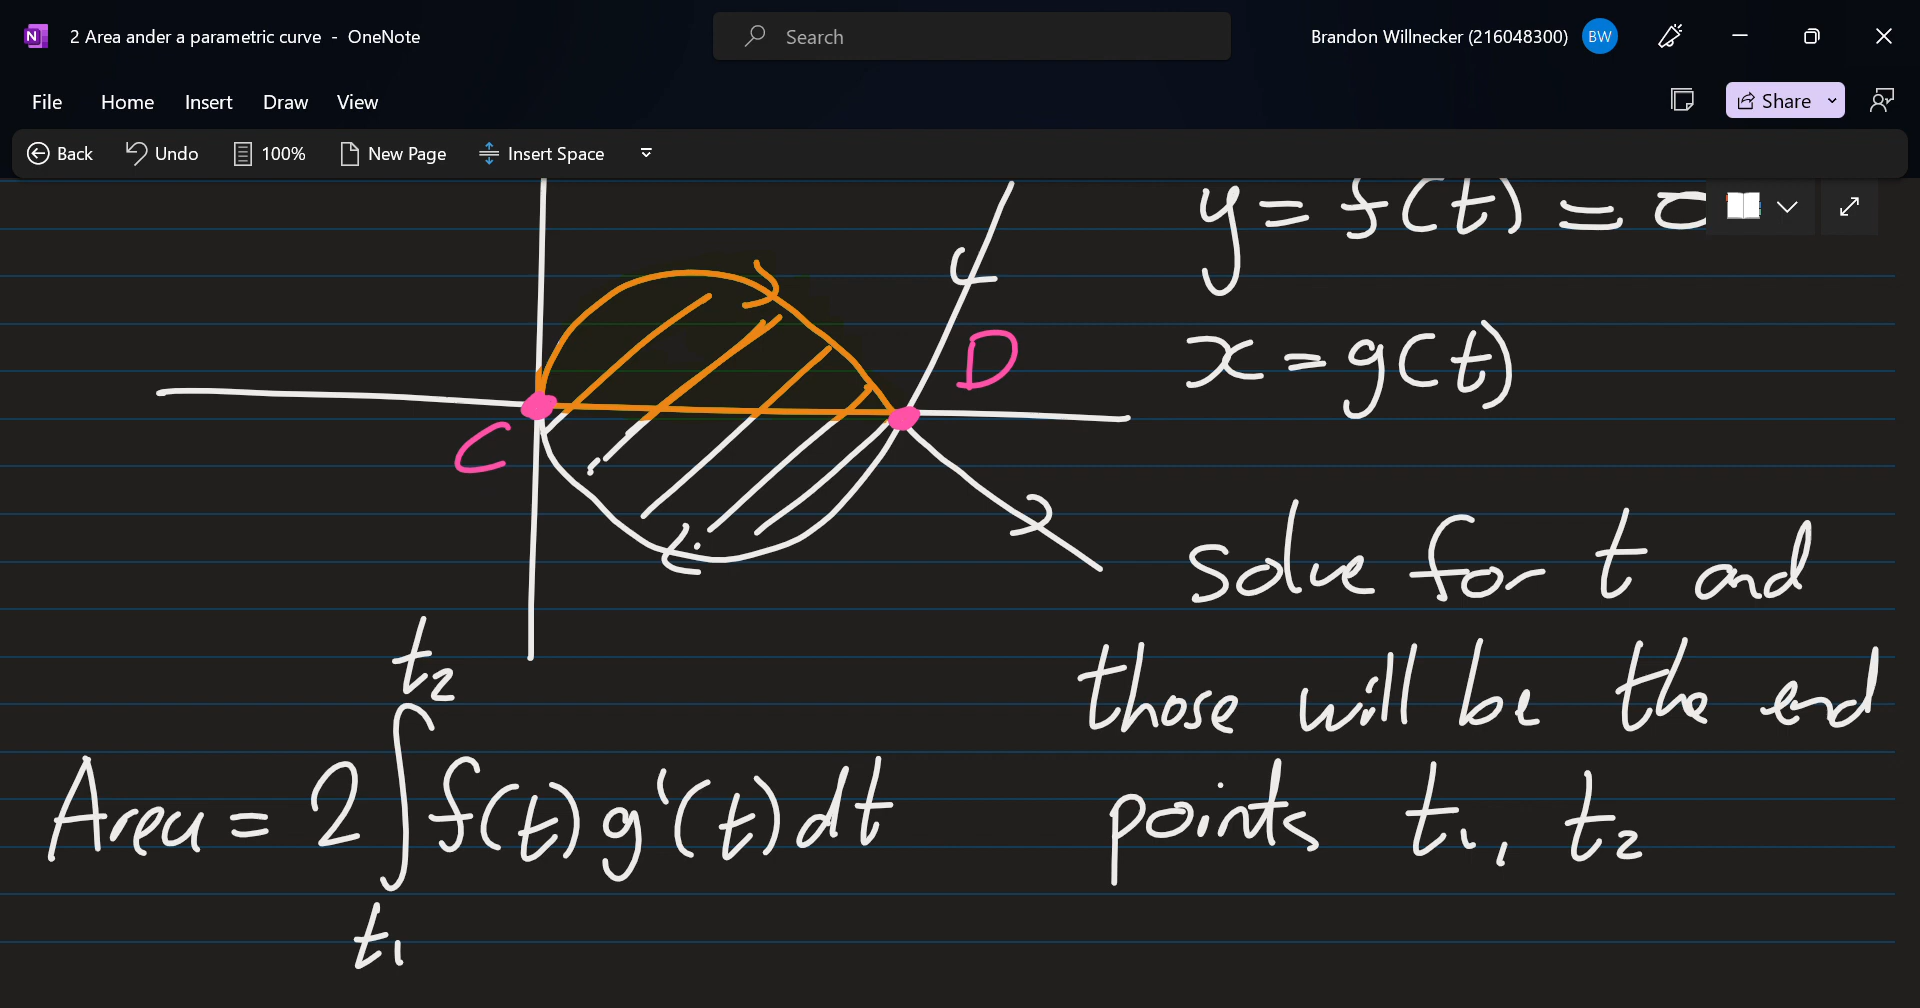 2 Area ander a parametric curve - OneNote
Search
Brandon Willnecker (216048300)
BW
File Home Insert Draw View
Share
Back Undo 100% New Page Insert Space
y = f(t) =
x = g(t)
C
D
solve for t and
those will be the end
points t₁, t₂
Area = 2 ∫ₜ₁ᵗ₂ f(t) g'(t) dt